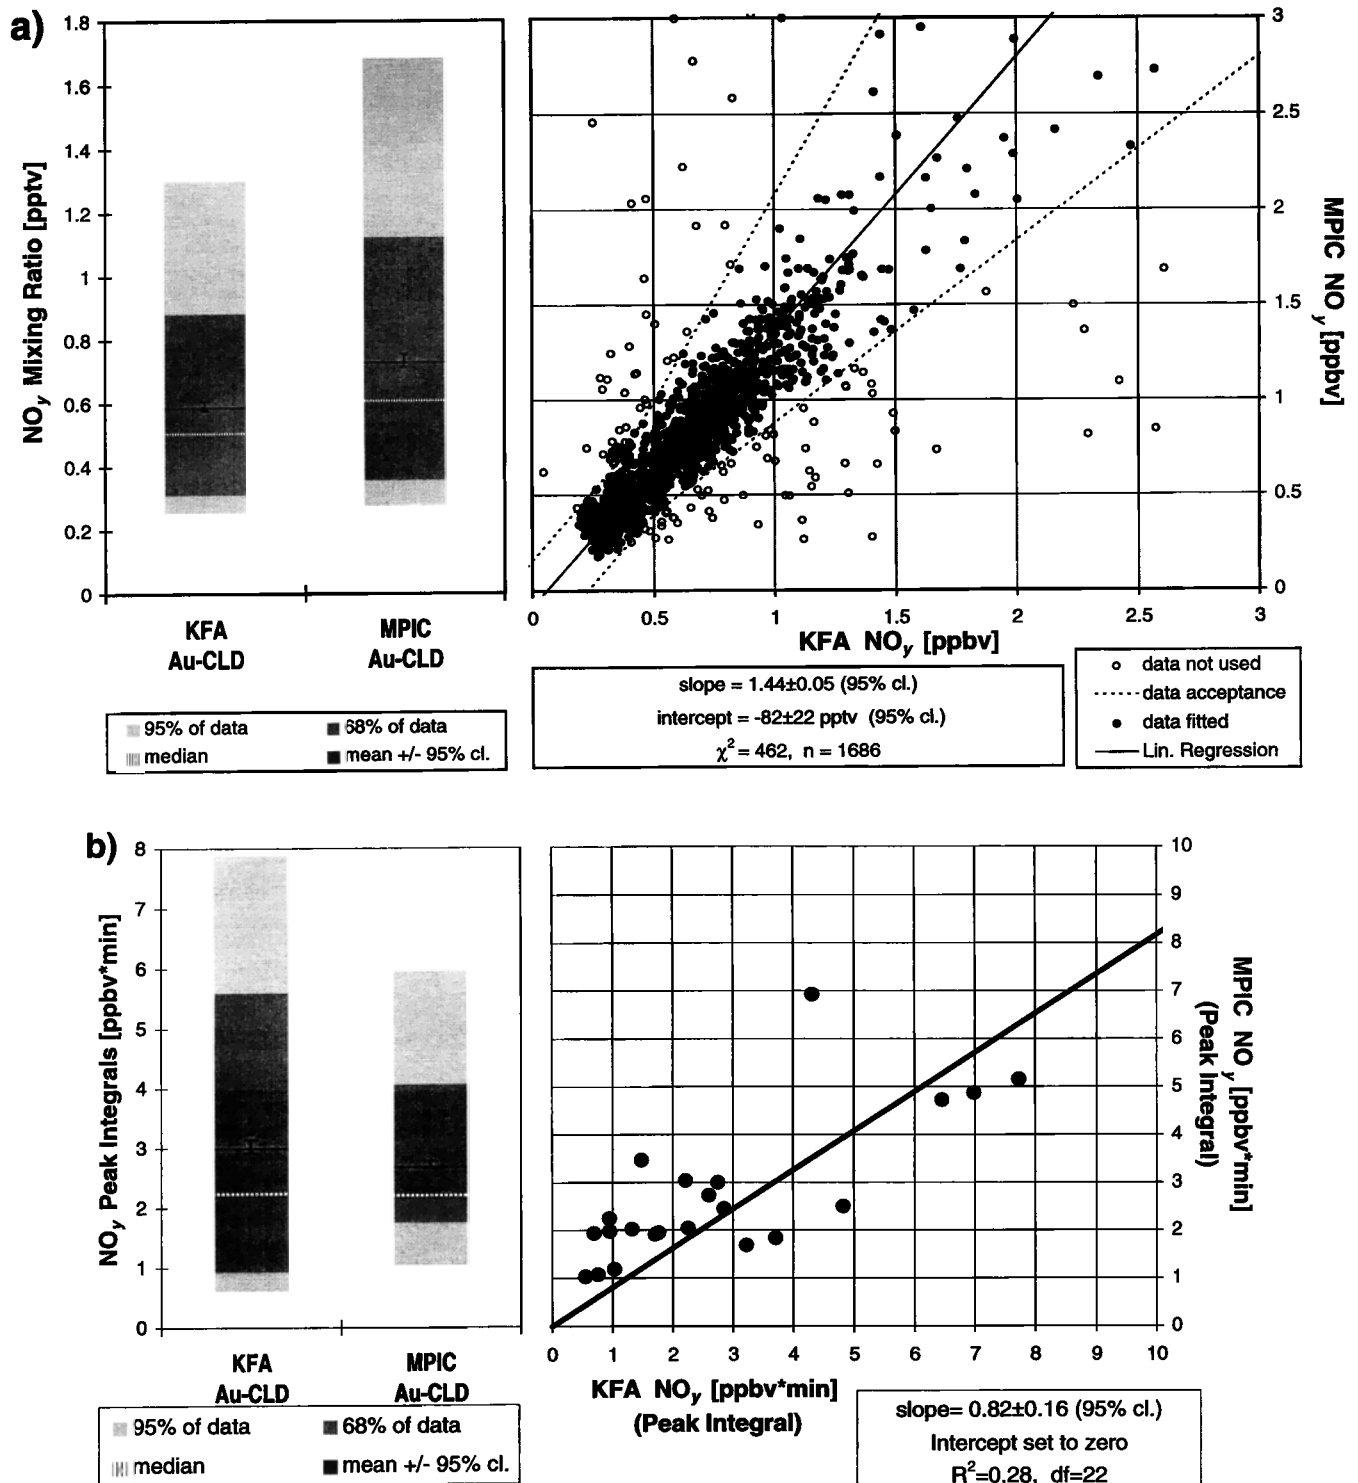 a)
NOy Mixing Ratio [pptv]
1.8
1.6
1.4
1.2
1
0.8
0.6
0.4
0.2
0
KFA
Au-CLD
MPIC
Au-CLD
95% of data
68% of data
median
mean +/- 95% cl.
3
2.5
2
1.5
1
0.5
0
MPIC NOy [ppbv]
0
0.5
1
1.5
2
2.5
3
KFA NOy [ppbv]
slope = 1.44±0.05 (95% cl.)
intercept = -82±22 pptv (95% cl.)
χ² = 462, n = 1686
data not used
data acceptance
data fitted
Lin. Regression
b)
NOy Peak Integrals [ppbv*min]
8
7
6
5
4
3
2
1
0
KFA
Au-CLD
MPIC
Au-CLD
95% of data
68% of data
median
mean +/- 95% cl.
10
9
8
7
6
5
4
3
2
1
0
MPIC NOy [ppbv*min]
(Peak Integral)
0
1
2
3
4
5
6
7
8
9
10
KFA NOy [ppbv*min]
(Peak Integral)
slope= 0.82±0.16 (95% cl.)
Intercept set to zero
R²=0.28, df=22